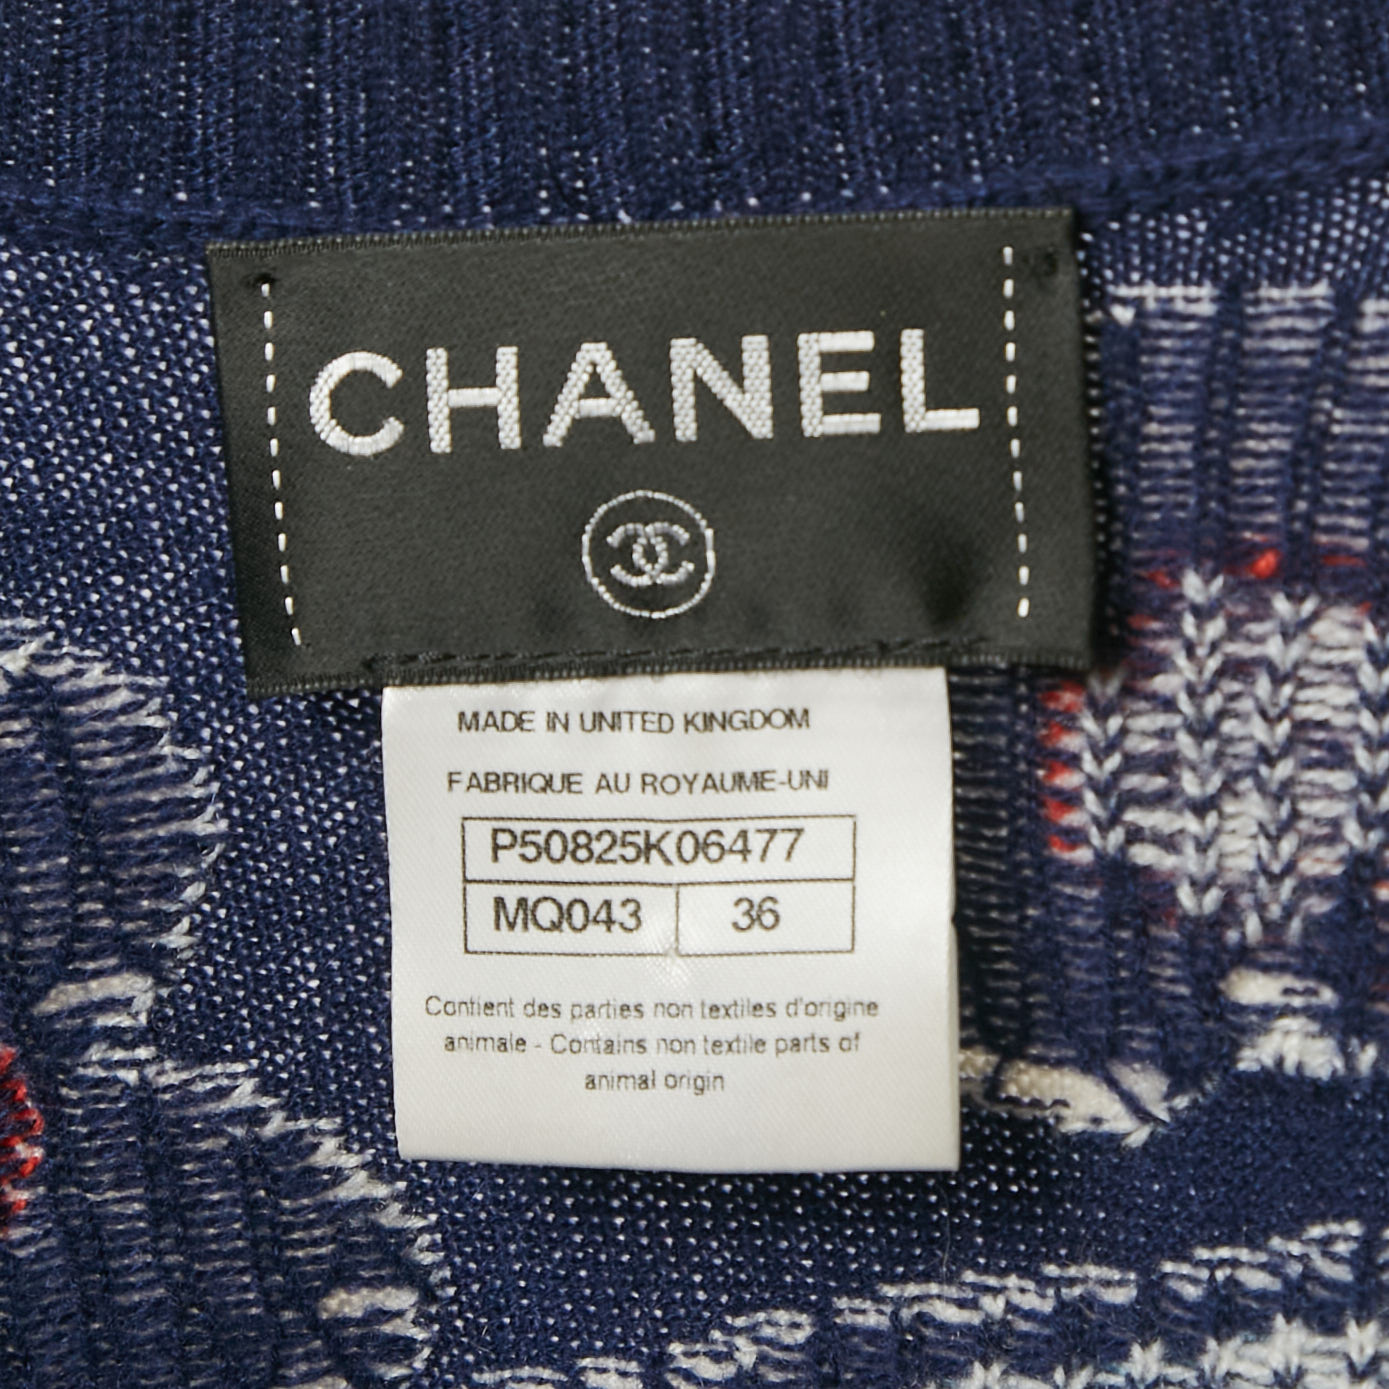 CHANEL
MADE IN UNITED KINGDOM
FABRIQUE AU ROYAUME-UNI
P50825K06477
MQ043 36
Contient des parties non textiles d'origine
animale - Contains non textile parts of
animal origin